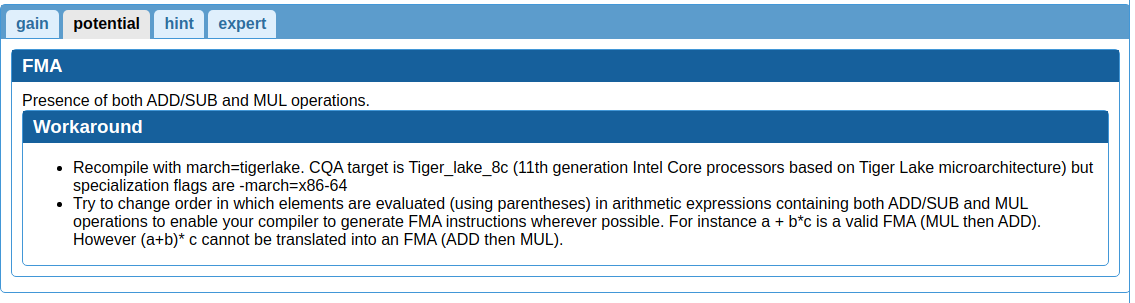 gain potential hint expert
FMA
Presence of both ADD/SUB and MUL operations.
Workaround
• Recompile with march=tigerlake. CQA target is Tiger_lake_8c (11th generation Intel Core processors based on Tiger Lake microarchitecture) but
specialization flags are -march=x86-64
• Try to change order in which elements are evaluated (using parentheses) in arithmetic expressions containing both ADD/SUB and MUL
operations to enable your compiler to generate FMA instructions wherever possible. For instance a + b*c is a valid FMA (MUL then ADD).
However (a+b)* c cannot be translated into an FMA (ADD then MUL).